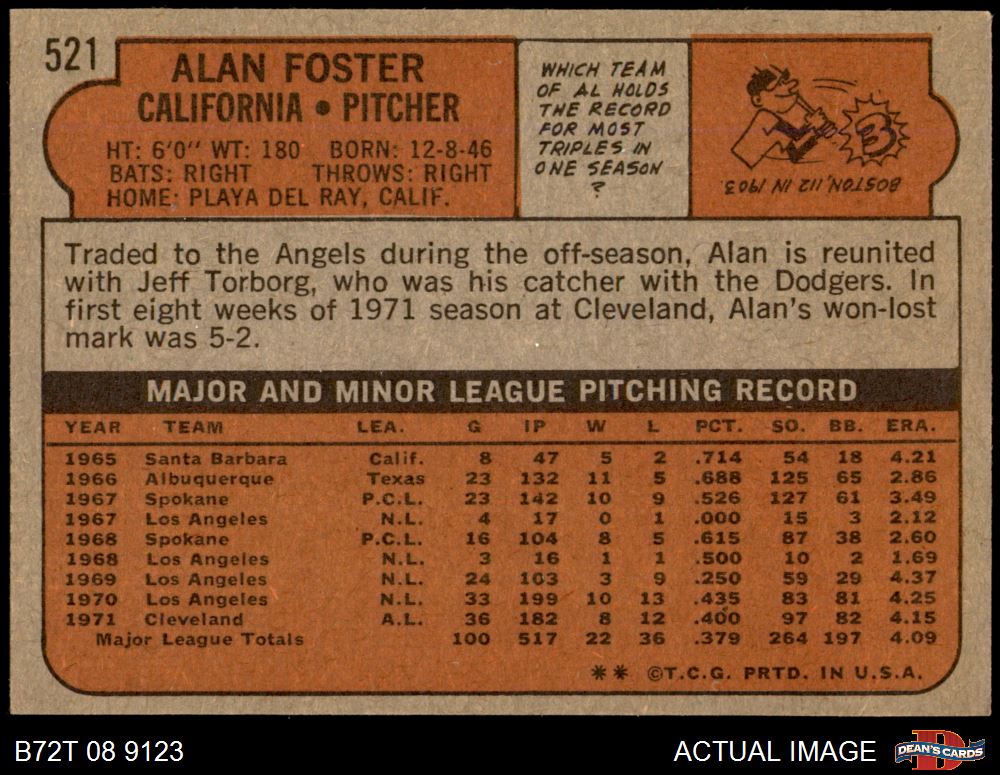 521
ALAN FOSTER
CALIFORNIA • PITCHER
HT: 6'0" WT: 180 BORN: 12-8-46
BATS: RIGHT THROWS: RIGHT
HOME: PLAYA DEL RAY, CALIF.
WHICH TEAM
OF AL HOLDS
THE RECORD
FOR MOST
TRIPLES IN
ONE SEASON
?
3
BOSTON, 112 IN 1903
Traded to the Angels during the off-season, Alan is reunited
with Jeff Torborg, who was his catcher with the Dodgers. In
first eight weeks of 1971 season at Cleveland, Alan's won-lost
mark was 5-2.
MAJOR AND MINOR LEAGUE PITCHING RECORD
YEAR TEAM LEA. G IP W L PCT. SO. BB. ERA.
1965 Santa Barbara Calif. 8 47 5 2 .714 54 18 4.21
1966 Albuquerque Texas 23 132 11 5 .688 125 65 2.86
1967 Spokane P.C.L. 23 142 10 9 .526 127 61 3.49
1967 Los Angeles N.L. 4 17 0 1 .000 15 3 2.12
1968 Spokane P.C.L. 16 104 8 5 .615 87 38 2.60
1968 Los Angeles N.L. 3 16 1 1 .500 10 2 1.69
1969 Los Angeles N.L. 24 103 3 9 .250 59 29 4.37
1970 Los Angeles N.L. 33 199 10 13 .435 83 81 4.25
1971 Cleveland A.L. 36 182 8 12 .400 97 82 4.15
Major League Totals 100 517 22 36 .379 264 197 4.09
** ©T.C.G. PRTD. IN U.S.A.
B72T 08 9123
ACTUAL IMAGE
D
DEAN'S CARDS